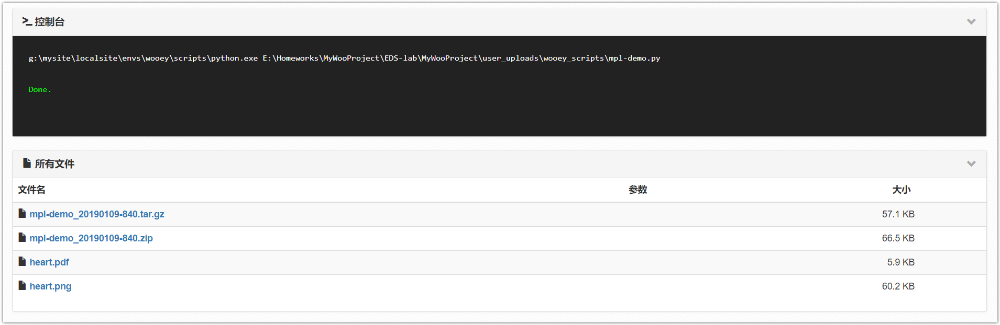 控制台
g:\mysite\localsite\envs\wooey\scripts\python.exe E:\Homeworks\MyWooProject\EDS-lab\MyWooProject\user_uploads\wooey_scripts\mpl-demo.py
Done.
所有文件
文件名 参数 大小
mpl-demo_20190109-840.tar.gz 57.1 KB
mpl-demo_20190109-840.zip 66.5 KB
heart.pdf 5.9 KB
heart.png 60.2 KB